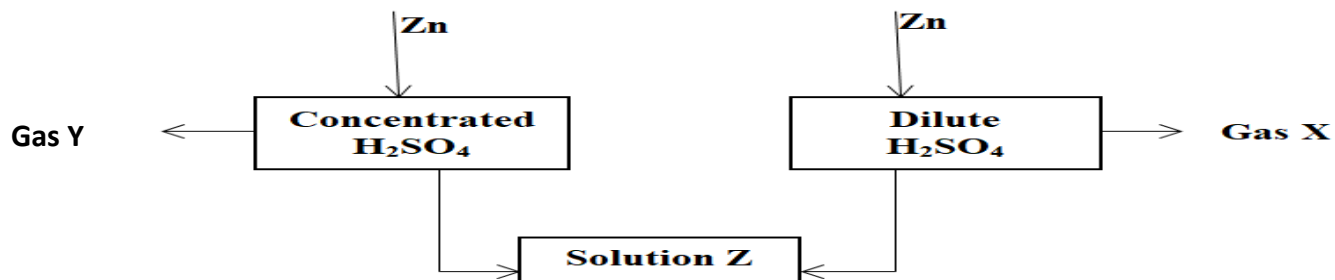 Zn
Zn
Gas Y
Concentrated
H₂SO₄
Dilute
H₂SO₄
Gas X
Solution Z